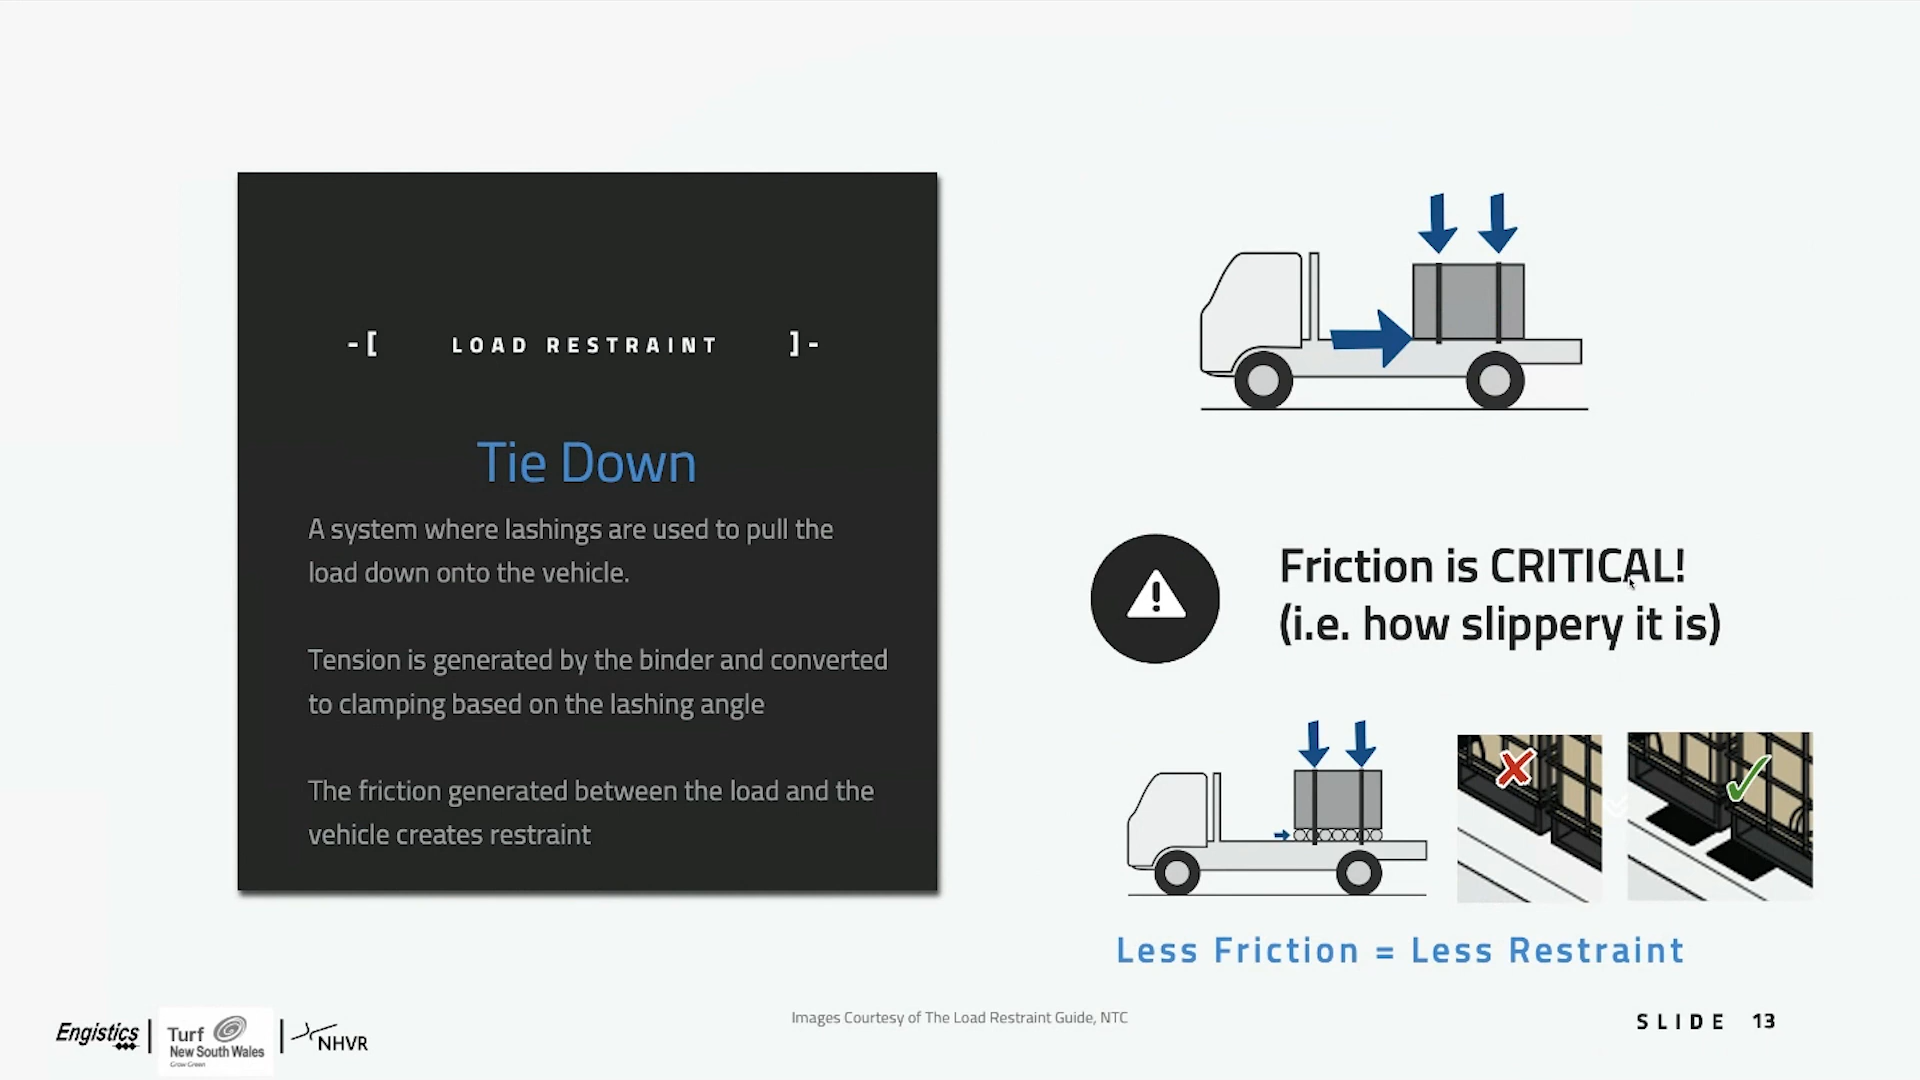 -[ LOAD RESTRAINT ]-
Tie Down
A system where lashings are used to pull the
load down onto the vehicle.
Tension is generated by the binder and converted
to clamping based on the lashing angle
The friction generated between the load and the
vehicle creates restraint
Friction is CRITICAL!
(i.e. how slippery it is)
Less Friction = Less Restraint
Images Courtesy of The Load Restraint Guide, NTC
SLIDE 13
Engistics
Turf
New South Wales
Grow Green
NHVR